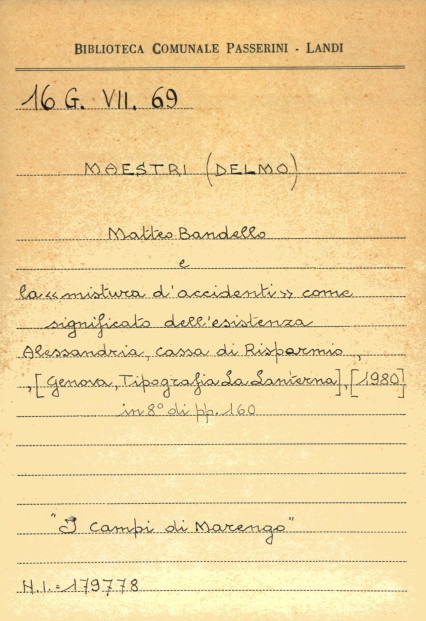 BIBLIOTECA COMUNALE PASSERINI - LANDI
16 G. VII. 69
MAESTRI (DELMO)
Matteo Bandello
e
la «mistura d'accidenti» come
significato dell'esistenza
Alessandria, cassa di Risparmio,
, [Genova, Tipografia La Lanterna], [1980]
in 8° di pp. 160
"I Campi di Marengo"
N.I.= 179778